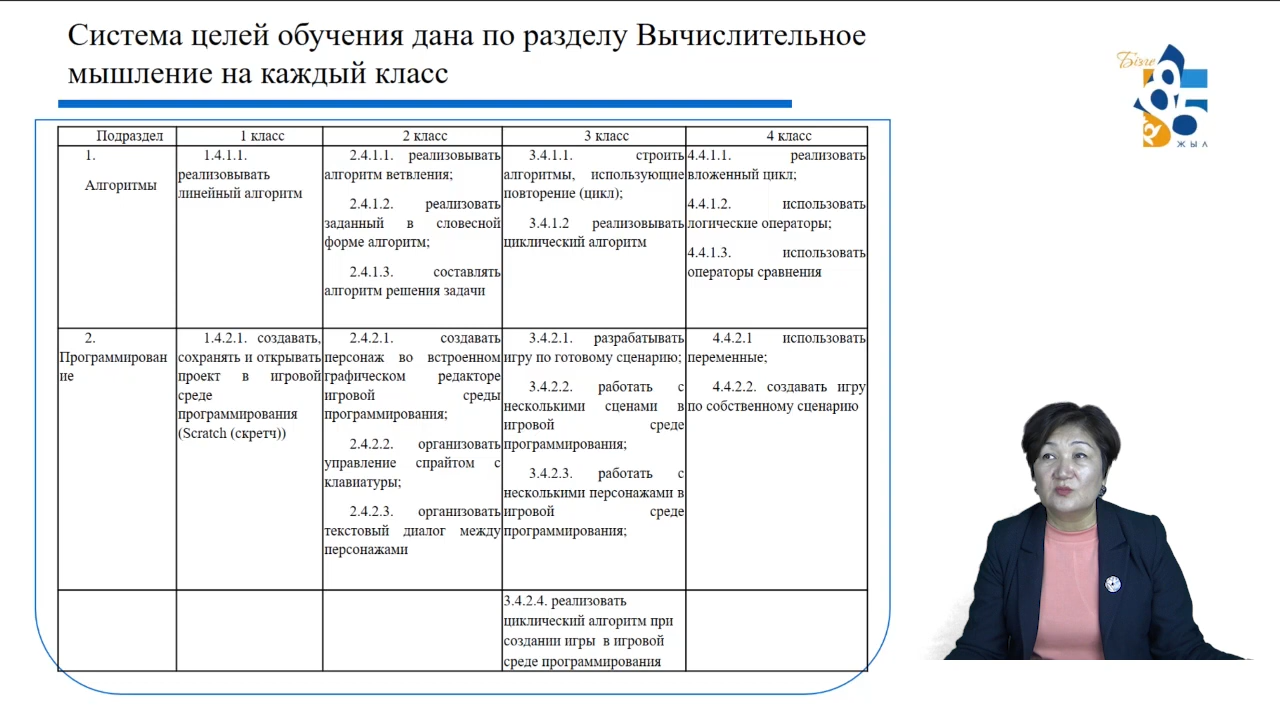 Система целей обучения дана по разделу Вычислительное
мышление на каждый класс
Бізге
85
ЖЫЛ
Подраздел
1 класс
2 класс
3 класс
4 класс
1.
Алгоритмы
1.4.1.1.
реализовывать
линейный алгоритм
2.4.1.1. реализовывать
алгоритм ветвления;
2.4.1.2. реализовать
заданный в словесной
форме алгоритм;
2.4.1.3. составлять
алгоритм решения задачи
3.4.1.1. строить
алгоритмы, использующие
повторение (цикл);
3.4.1.2 реализовывать
циклический алгоритм
4.4.1.1. реализовать
вложенный цикл;
4.4.1.2. использовать
логические операторы;
4.4.1.3. использовать
операторы сравнения
2.
Программирован
ие
1.4.2.1. создавать,
сохранять и открывать
проект в игровой
среде
программирования
(Scratch (скретч))
2.4.2.1. создавать
персонаж во встроенном
графическом редакторе
игровой среды
программирования;
2.4.2.2. организовать
управление спрайтом с
клавиатуры;
2.4.2.3. организовать
текстовый диалог между
персонажами
3.4.2.1. разрабатывать
игру по готовому сценарию;
3.4.2.2. работать с
несколькими сценами в
игровой среде
программирования;
3.4.2.3. работать с
несколькими персонажами в
игровой среде
программирования;
4.4.2.1 использовать
переменные;
4.4.2.2. создавать игру
по собственному сценарию
3.4.2.4. реализовать
циклический алгоритм при
создании игры в игровой
среде программирования